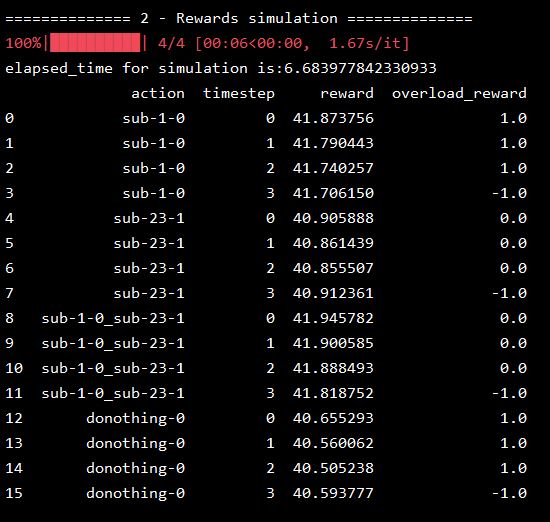 ============= 2 - Rewards simulation =============
100%|██████████| 4/4 [00:06<00:00,  1.67s/it]
elapsed_time for simulation is:6.683977842330933
action timestep reward overload_reward
0 sub-1-0 0 41.873756 1.0
1 sub-1-0 1 41.790443 1.0
2 sub-1-0 2 41.740257 1.0
3 sub-1-0 3 41.706150 -1.0
4 sub-23-1 0 40.905888 0.0
5 sub-23-1 1 40.861439 0.0
6 sub-23-1 2 40.855507 0.0
7 sub-23-1 3 40.912361 -1.0
8 sub-1-0_sub-23-1 0 41.945782 0.0
9 sub-1-0_sub-23-1 1 41.900585 0.0
10 sub-1-0_sub-23-1 2 41.888493 0.0
11 sub-1-0_sub-23-1 3 41.818752 -1.0
12 donothing-0 0 40.655293 1.0
13 donothing-0 1 40.560062 1.0
14 donothing-0 2 40.505238 1.0
15 donothing-0 3 40.593777 -1.0